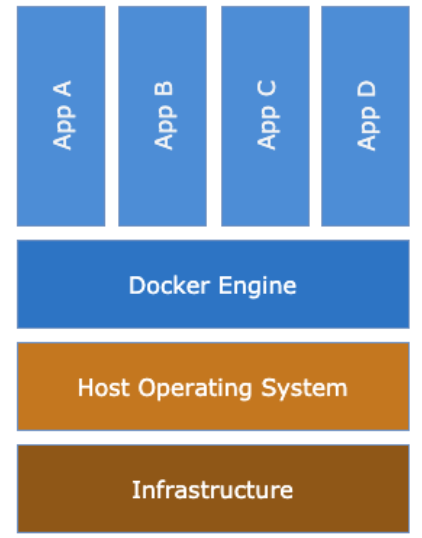 App A
App B
App C
App D
Docker Engine
Host Operating System
Infrastructure